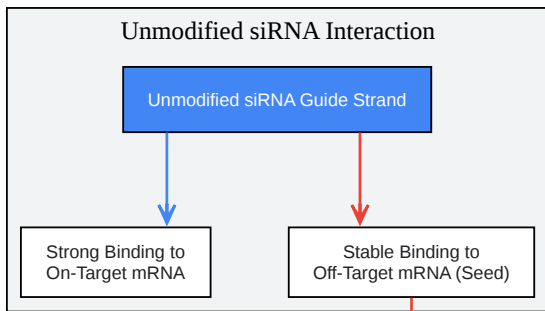 Unmodified siRNA Interaction
Unmodified siRNA Guide Strand
Strong Binding to
On-Target mRNA
Stable Binding to
Off-Target mRNA (Seed)